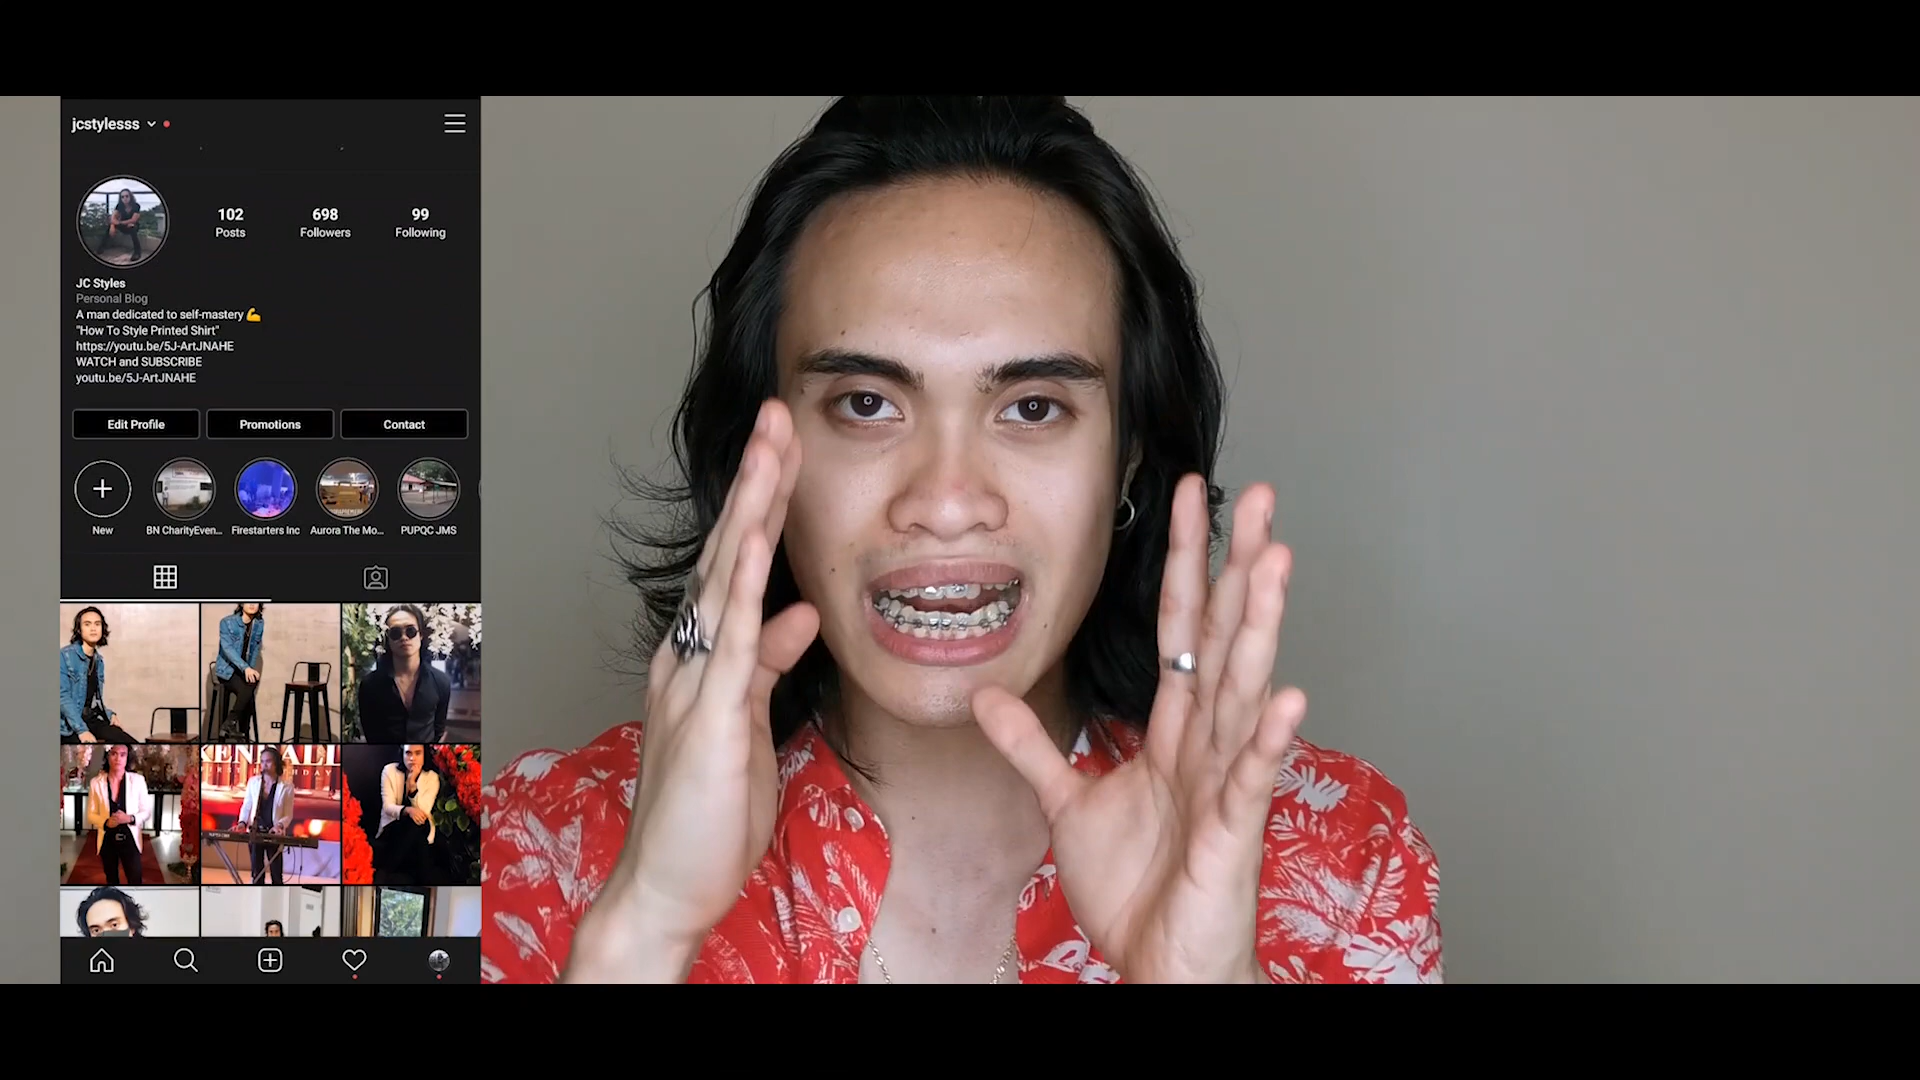 jcstylesss
102 698 99
Posts Followers Following
JC Styles
Personal Blog
A man dedicated to self-mastery 💪
"How To Style Printed Shirt"
https://youtu.be/5J-ArtJNAHE
WATCH and SUBSCRIBE
youtu.be/5J-ArtJNAHE
Edit Profile Promotions Contact
New BN CharityEven... Firestarters Inc Aurora The Mo... PUPQC JMS